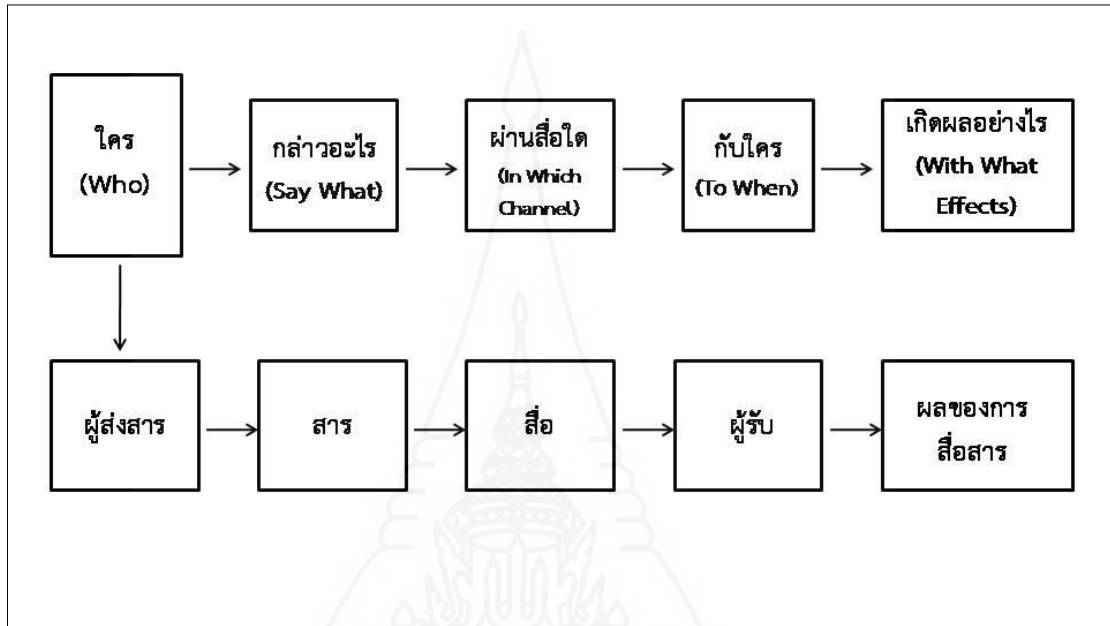 ใคร
(Who)
กล่าวอะไร
(Say What)
ผ่านสื่อใด
(In Which
Channel)
กับใคร
(To When)
เกิดผลอย่างไร
(With What
Effects)
ผู้ส่งสาร
สาร
สื่อ
ผู้รับ
ผลของการ
สื่อสาร